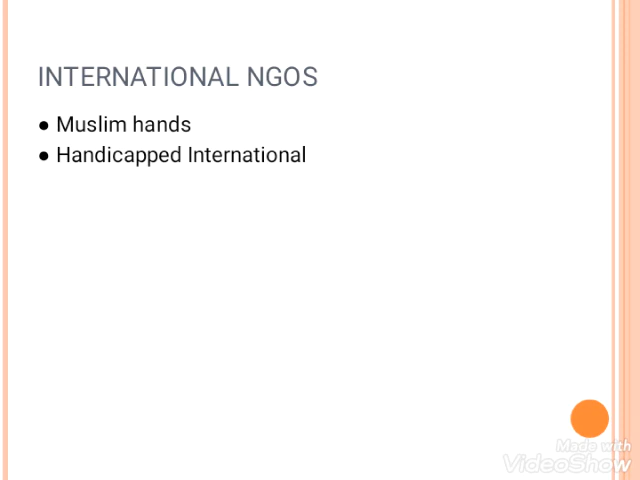 INTERNATIONAL NGOS
● Muslim hands
● Handicapped International
Made with
VideoShow